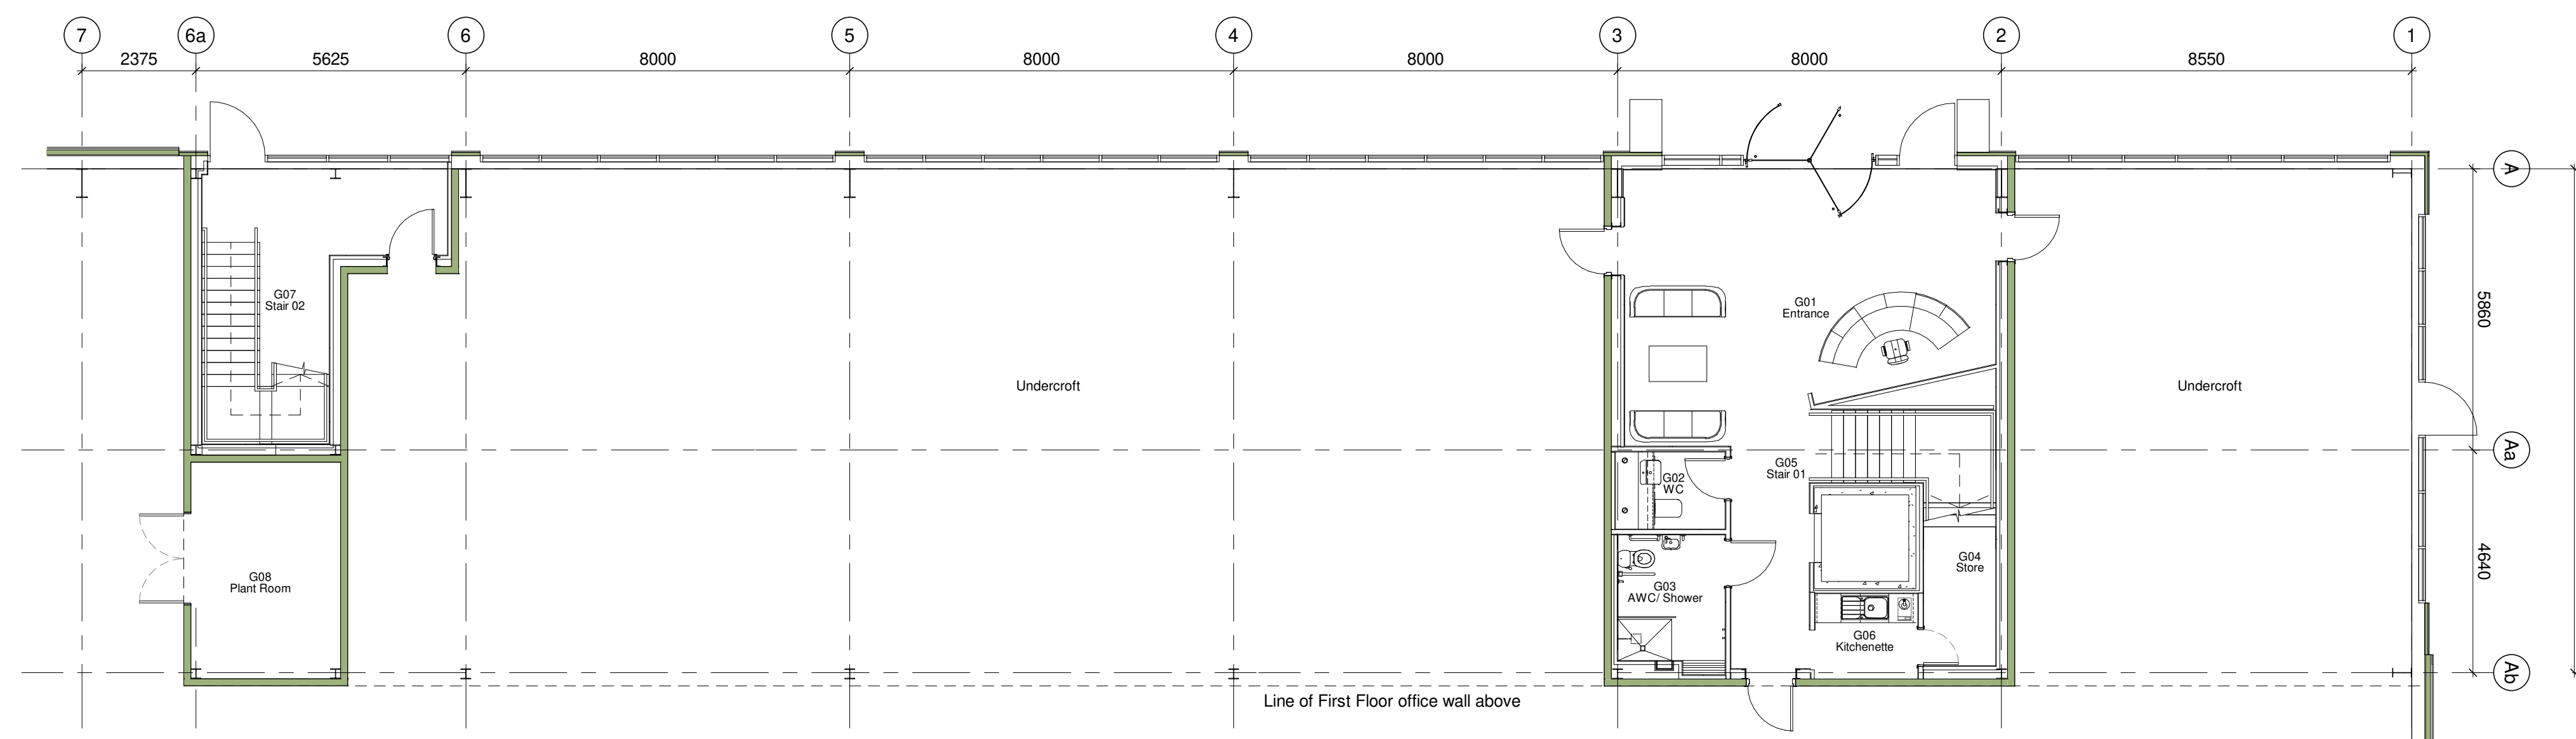 7
6a
6
5
4
3
2
1
2375
5625
8000
8000
8000
8000
8550
A
5860
G07
Stair 02
G01
Entrance
Undercroft
Undercroft
Aa
G05
Stair 01
G02
WC
G04
Store
4640
G08
Plant Room
G03
AWC/ Shower
G06
Kitchenette
Ab
Line of First Floor office wall above